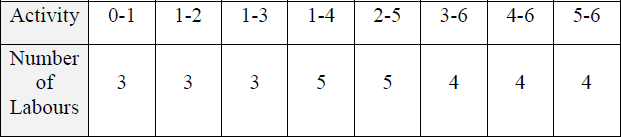 Activity 0-1 1-2 1-3 1-4 2-5 3-6 4-6 5-6
Number
of
Labours
3 3 3 5 5 4 4 4